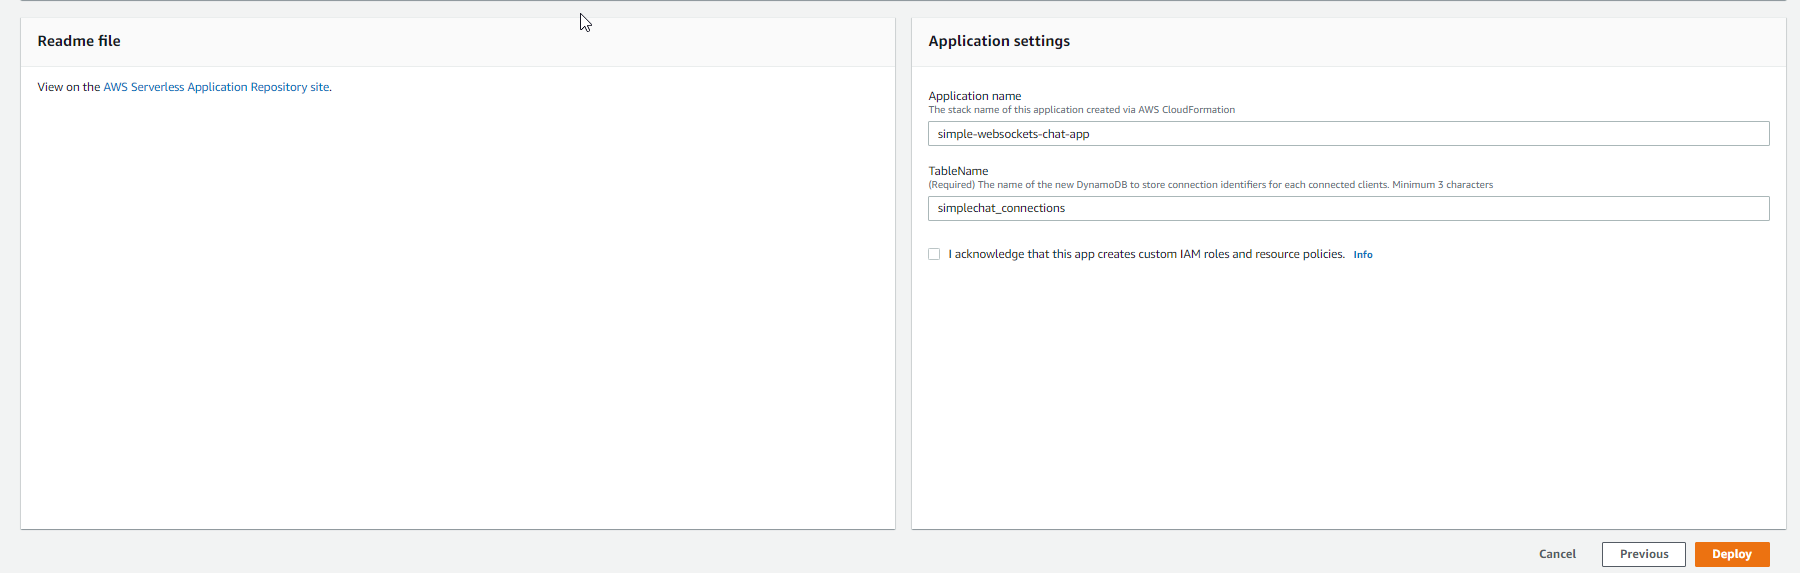 Readme file
View on the AWS Serverless Application Repository site.
Application settings
Application name
The stack name of this application created via AWS CloudFormation
simple-websockets-chat-app
TableName
(Required) The name of the new DynamoDB to store connection identifiers for each connected clients. Minimum 3 characters
simplechat_connections
I acknowledge that this app creates custom IAM roles and resource policies. Info
Cancel Previous Deploy